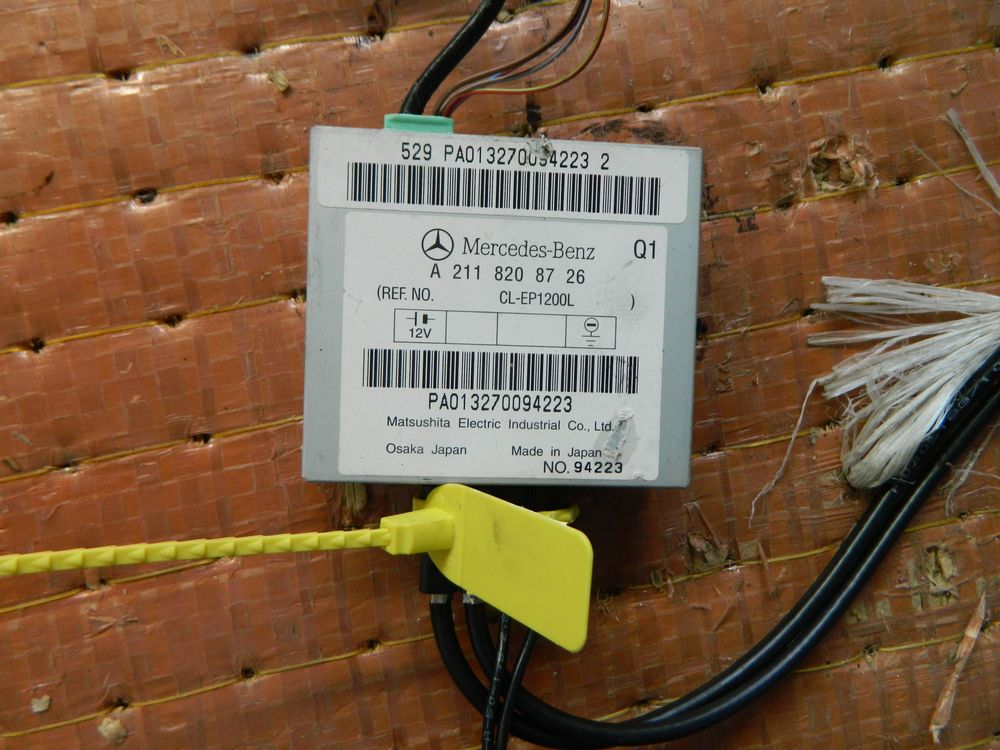 529 PA013270094223 2
Mercedes-Benz Q1
A 211 820 87 26
(REF. NO. CL-EP1200L )
12V
PA013270094223
Matsushita Electric Industrial Co., Ltd.
Osaka Japan Made in Japan
NO. 94223